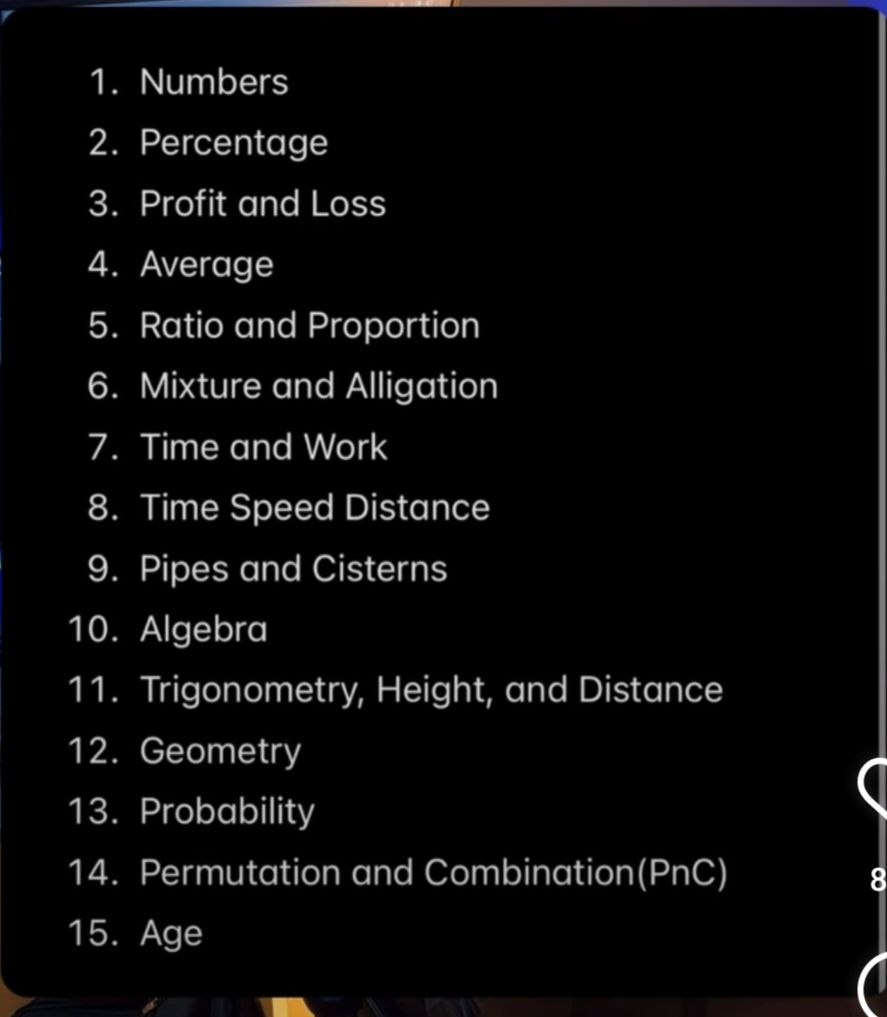 1. Numbers
2. Percentage
3. Profit and Loss
4. Average
5. Ratio and Proportion
6. Mixture and Alligation
7. Time and Work
8. Time Speed Distance
9. Pipes and Cisterns
10. Algebra
11. Trigonometry, Height, and Distance
12. Geometry
13. Probability
14. Permutation and Combination(PnC)
15. Age
8